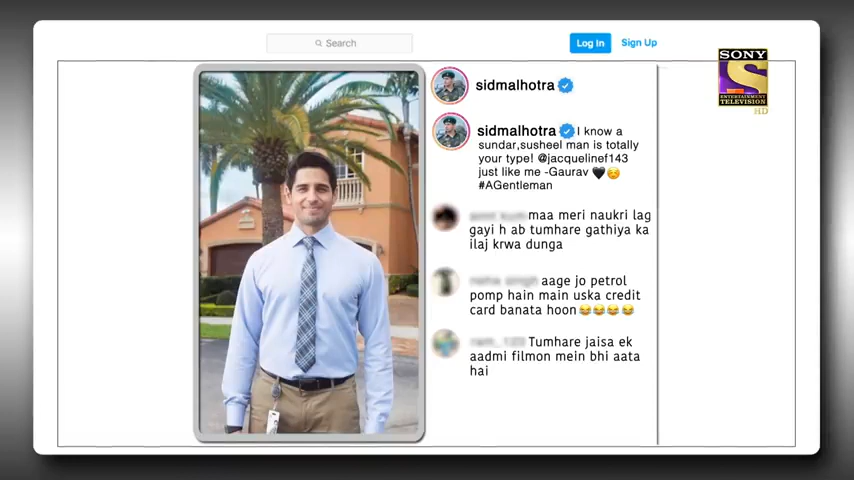 Search
Log In
Sign Up
SONY
S
ENTERTAINMENT
TELEVISION
HD
sidmalhotra
sidmalhotra I know a
sundar,susheel man is totally
your type! @jacquelinef143
just like me -Gaurav 🖤😌
#AGentleman
maa meri naukri lag
gayi h ab tumhare gathiya ka
ilaj krwa dunga
aage jo petrol
pomp hain main uska credit
card banata hoon😂😂😂😂
Tumhare jaisa ek
aadmi filmon mein bhi aata
hai